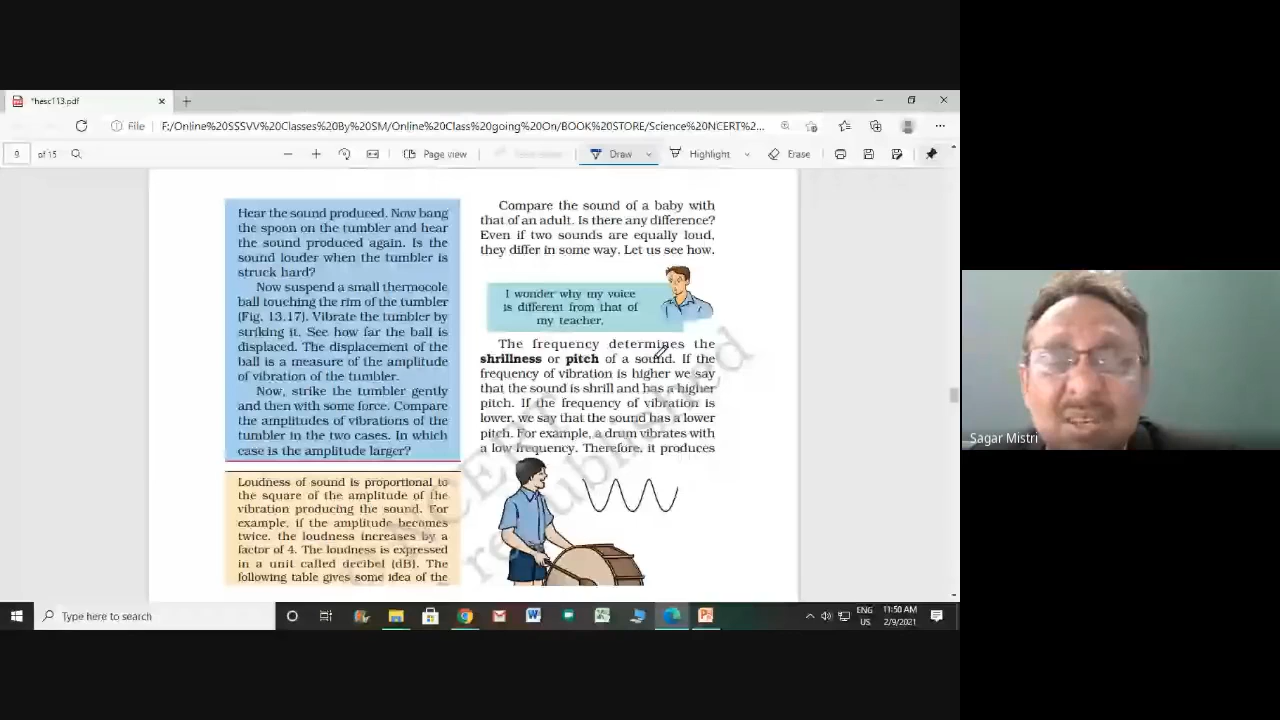 *hesc113.pdf
File
F:/Online%20SSSVV%20Classes%20By%20SM/Online%20Class%20going%20On/BOOK%20STORE/Science%20NCERT%2...
9 of 15
Page view
Draw
Highlight
Erase
Hear the sound produced. Now bang
the spoon on the tumbler and hear
the sound produced again. Is the
sound louder when the tumbler is
struck hard?
Now suspend a small thermocole
ball touching the rim of the tumbler
(Fig. 13.17). Vibrate the tumbler by
striking it. See how far the ball is
displaced. The displacement of the
ball is a measure of the amplitude
of vibration of the tumbler.
Now, strike the tumbler gently
and then with some force. Compare
the amplitudes of vibrations of the
tumbler in the two cases. In which
case is the amplitude larger?
Loudness of sound is proportional to
the square of the amplitude of the
vibration producing the sound. For
example, if the amplitude becomes
twice, the loudness increases by a
factor of 4. The loudness is expressed
in a unit called decibel (dB). The
following table gives some idea of the
Compare the sound of a baby with
that of an adult. Is there any difference?
Even if two sounds are equally loud,
they differ in some way. Let us see how.
I wonder why my voice
is different from that of
my teacher.
The frequency determines the
shrillness or pitch of a sound. If the
frequency of vibration is higher we say
that the sound is shrill and has a higher
pitch. If the frequency of vibration is
lower, we say that the sound has a lower
pitch. For example, a drum vibrates with
a low frequency. Therefore, it produces
NCERT
republished
Sagar Mistri
Type here to search
ENG
US
11:50 AM
2/9/2021